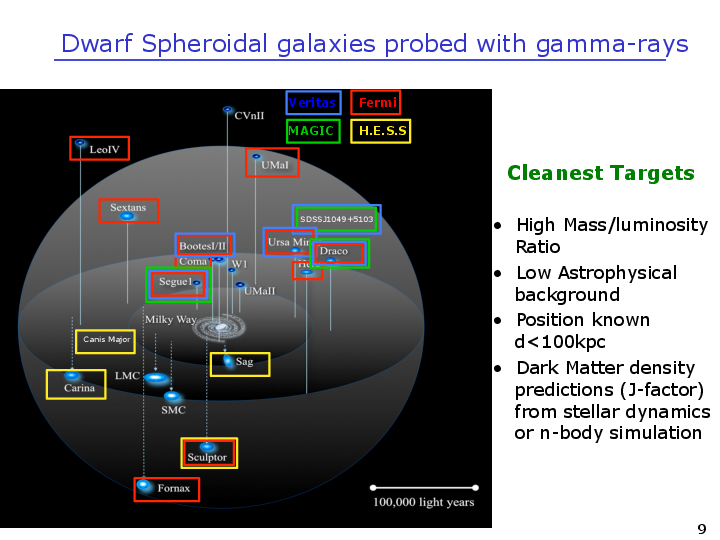 Dwarf Spheroidal galaxies probed with gamma-rays
Veritas
Fermi
MAGIC
H.E.S.S
CVnII
LeoIV
UMaI
Sextans
SDSSJ1049+5103
BootesI/II
Ursa Min
Draco
Coma
W1
Her
Segue1
UMaII
Milky Way
Canis Major
Sag
LMC
Carina
SMC
Sculptor
Fornax
100,000 light years
Cleanest Targets
• High Mass/luminosity
Ratio
• Low Astrophysical
background
• Position known
d<100kpc
• Dark Matter density
predictions (J-factor)
from stellar dynamics
or n-body simulation
9